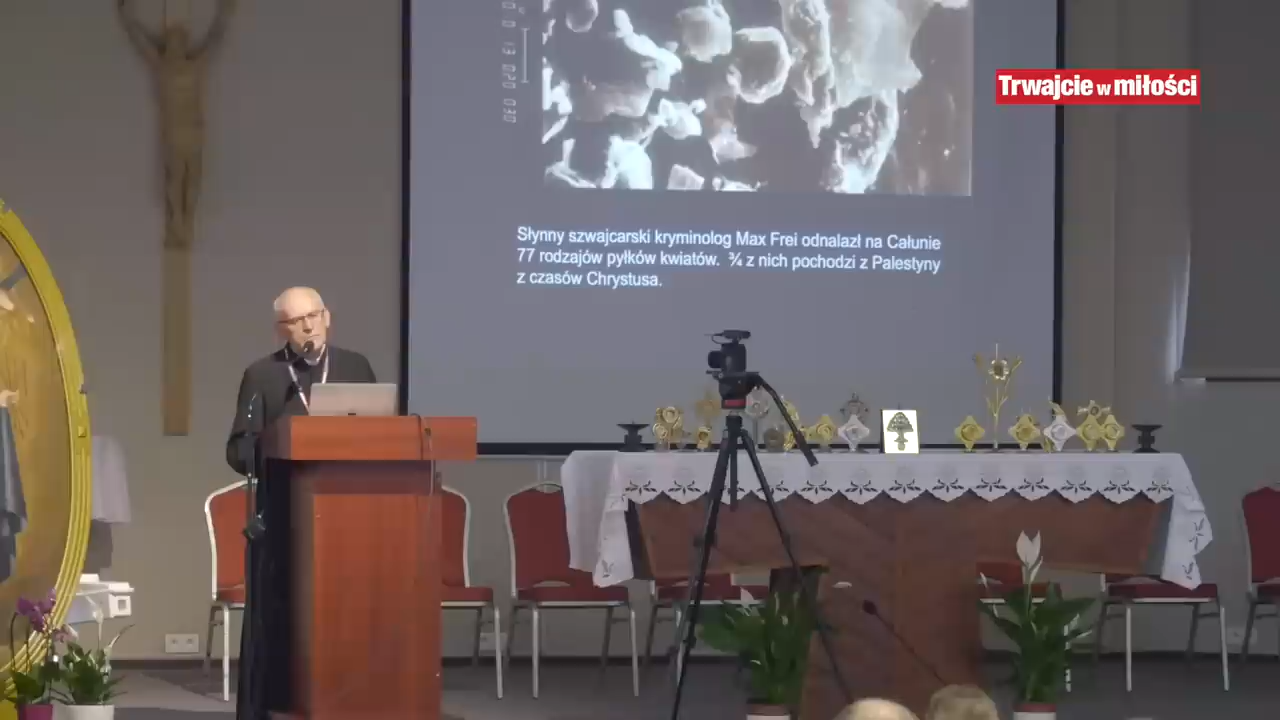 Trwajcie w miłości
Słynny szwajcarski kryminolog Max Frei odnalazł na Całunie
77 rodzajów pyłków kwiatów. ¾ z nich pochodzi z Palestyny
z czasów Chrystusa.